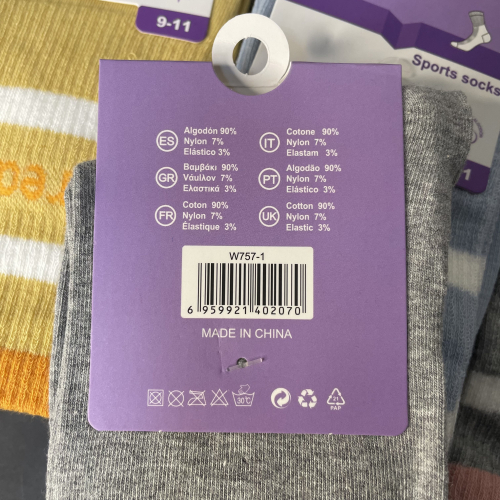 9-11
Sports socks
ES
Algodón 90%
Nylon 7%
Elástico 3%
IT
Cotone 90%
Nylon 7%
Elastam 3%
GR
Βαμβάκι 90%
Νάυλλον 7%
Ελαστικά 3%
PT
Algodão 90%
Nylon 7%
Elástico 3%
FR
Coton 90%
Nylon 7%
Élastique 3%
UK
Cotton 90%
Nylon 7%
Elastic 3%
W757-1
6 959921 402070
MADE IN CHINA
30°C
21
PAP